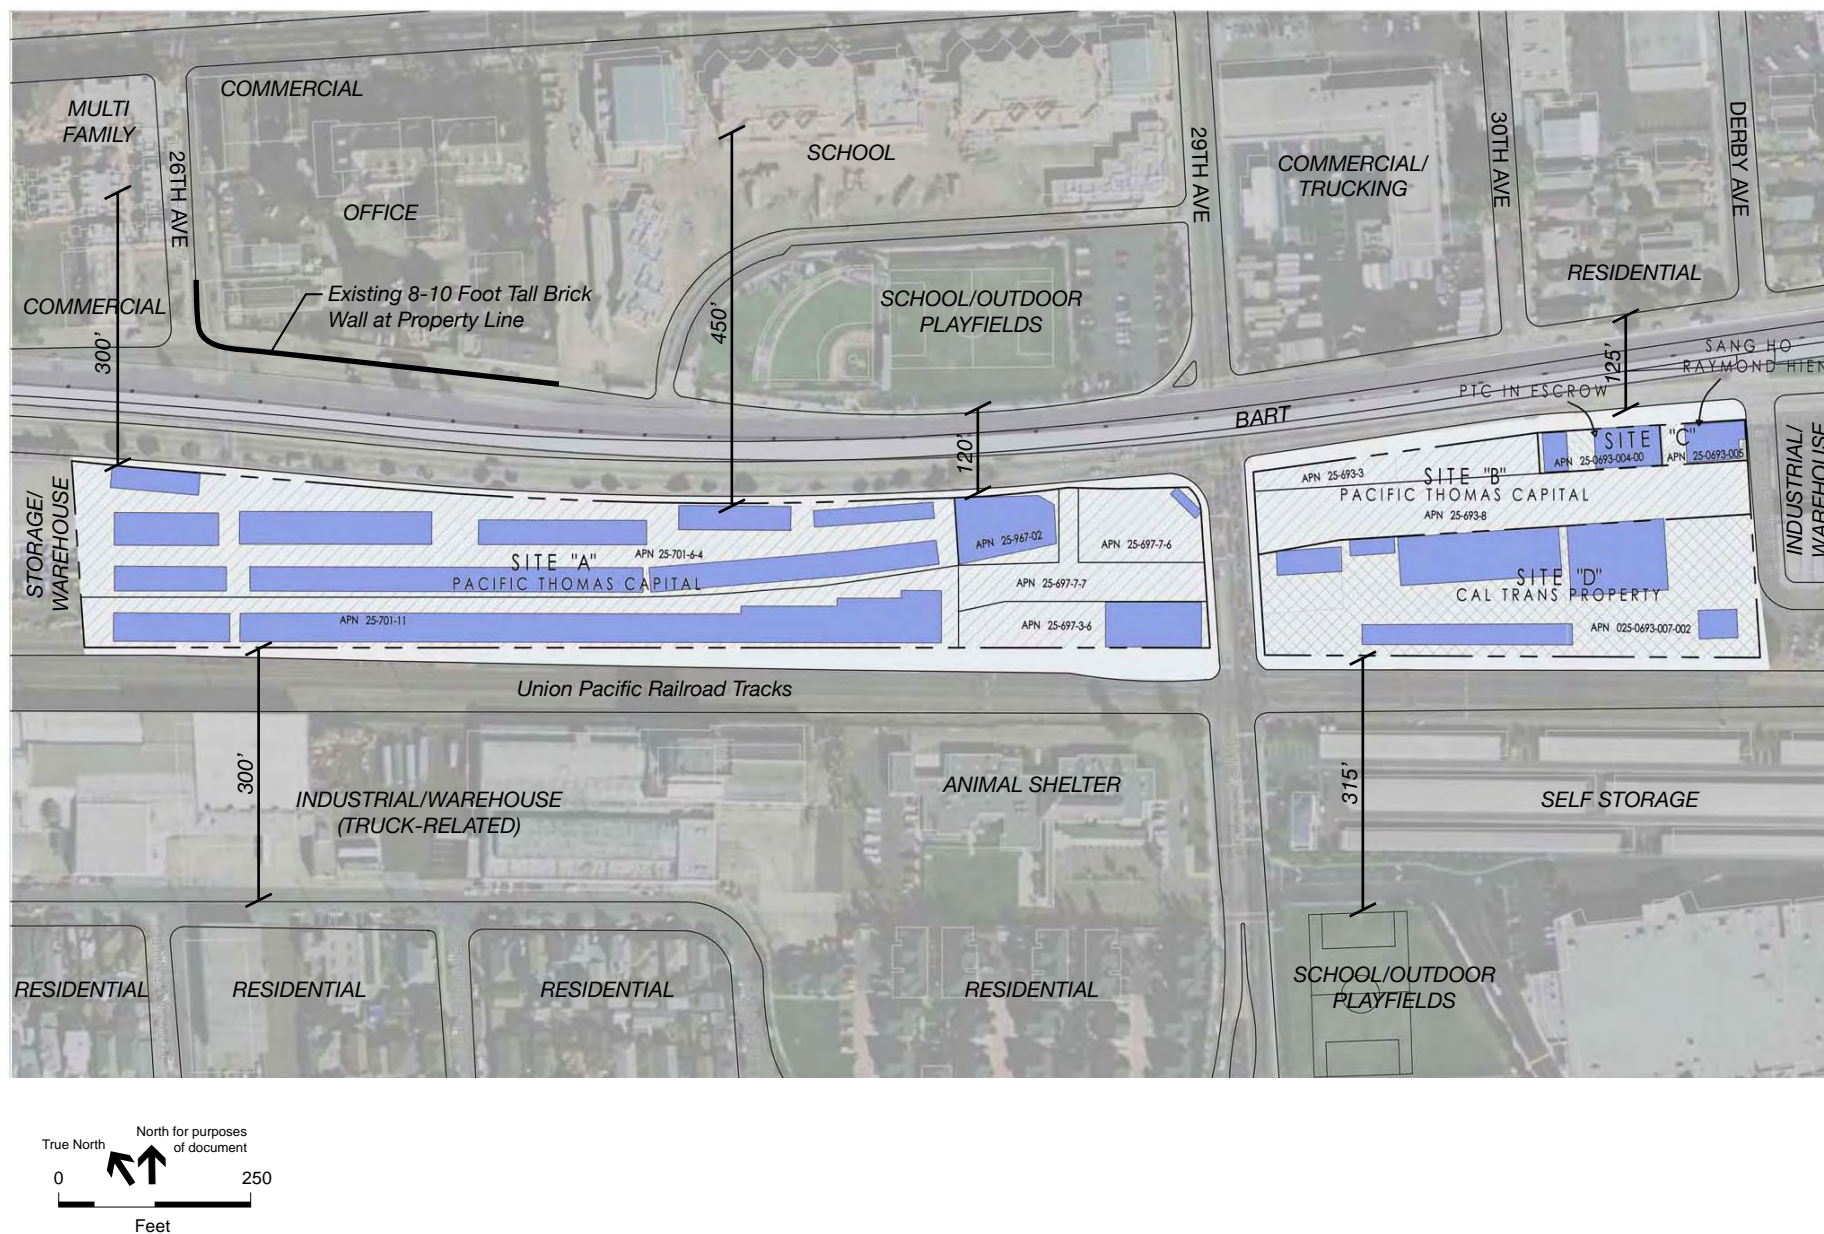 COMMERCIAL
MULTI
FAMILY
26TH AVE
OFFICE
SCHOOL
29TH AVE
COMMERCIAL/
TRUCKING
30TH AVE
DERBY AVE
COMMERCIAL
300'
Existing 8-10 Foot Tall Brick
Wall at Property Line
450'
SCHOOL/OUTDOOR
PLAYFIELDS
RESIDENTIAL
125'
SANG HO
RAYMOND HIEN
PTC IN ESCROW
BART
120'
STORAGE/
WAREHOUSE
SITE "A"
PACIFIC THOMAS CAPITAL
APN 25-701-6-4
APN 25-701-11
APN 25-967-02
APN 25-697-7-6
APN 25-697-7-7
APN 25-697-3-6
APN 25-693-3
SITE "B"
PACIFIC THOMAS CAPITAL
APN 25-693-8
SITE "C"
APN 25-0693-004-00
APN 25-0693-005
SITE "D"
CAL TRANS PROPERTY
APN 025-0693-007-002
INDUSTRIAL/
WAREHOUSE
Union Pacific Railroad Tracks
300'
INDUSTRIAL/WAREHOUSE
(TRUCK-RELATED)
ANIMAL SHELTER
315'
SELF STORAGE
RESIDENTIAL
RESIDENTIAL
RESIDENTIAL
RESIDENTIAL
SCHOOL/OUTDOOR
PLAYFIELDS
True North
North for purposes
of document
0
250
Feet